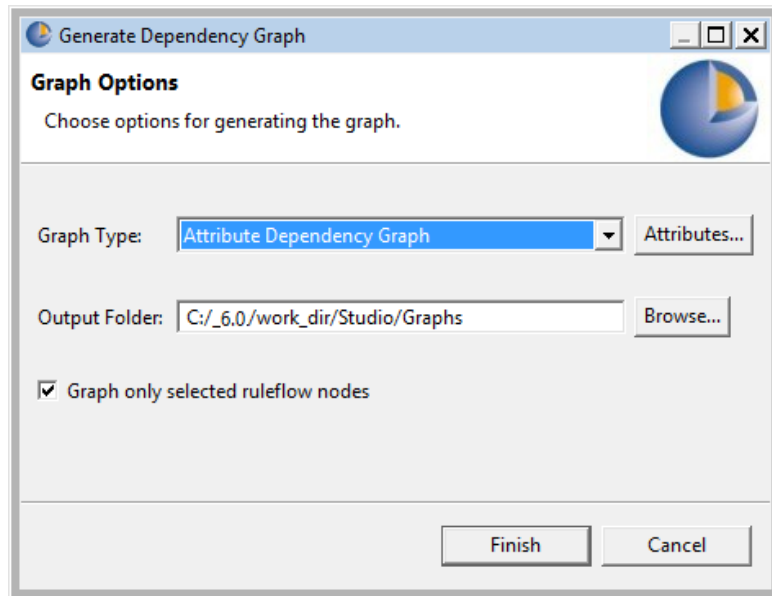 Generate Dependency Graph
Graph Options
Choose options for generating the graph.
Graph Type: Attribute Dependency Graph Attributes...
Output Folder: C:/_6.0/work_dir/Studio/Graphs Browse...
Graph only selected ruleflow nodes
Finish Cancel